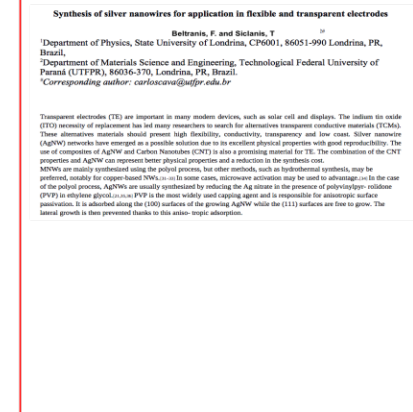 Synthesis of silver nanowires for application in flexible and transparent electrodes
Beltranis, F. and Siclanis, T
¹Department of Physics, State University of Londrina, CP6001, 86051-990 Londrina, PR,
Brazil,
²Department of Materials Science and Engineering, Technological Federal University of
Paraná (UTFPR), 86036-370, Londrina, PR, Brazil.
*Corresponding author: carloscava@utfpr.edu.br
Transparent electrodes (TE) are important in many modern devices, such as solar cell and displays. The indium tin oxide
(ITO) necessity of replacement has led many researchers to search for alternatives transparent conductive materials (TCMs).
These alternatives materials should present high flexibility, conductivity, transparency and low coast. Silver nanowire
(AgNW) networks have emerged as a possible solution due to its excellent physical properties with good reproducibility. The
use of composites of AgNW and Carbon Nanotubes (CNT) is also a promising material for TE. The combination of the CNT
properties and AgNW can represent better physical properties and a reduction in the synthesis cost.
MNWs are mainly synthesized using the polyol process, but other methods, such as hydrothermal synthesis, may be
preferred, notably for copper-based NWs. In some cases, microwave activation may be used to advantage. In the case
of the polyol process, AgNWs are usually synthesized by reducing the Ag nitrate in the presence of polyvinylpyr- rolidone
(PVP) in ethylene glycol. PVP is the most widely used capping agent and is responsible for anisotropic surface
passivation. It is adsorbed along the (100) surfaces of the growing AgNW while the (111) surfaces are free to grow. The
lateral growth is then prevented thanks to this aniso- tropic adsorption.